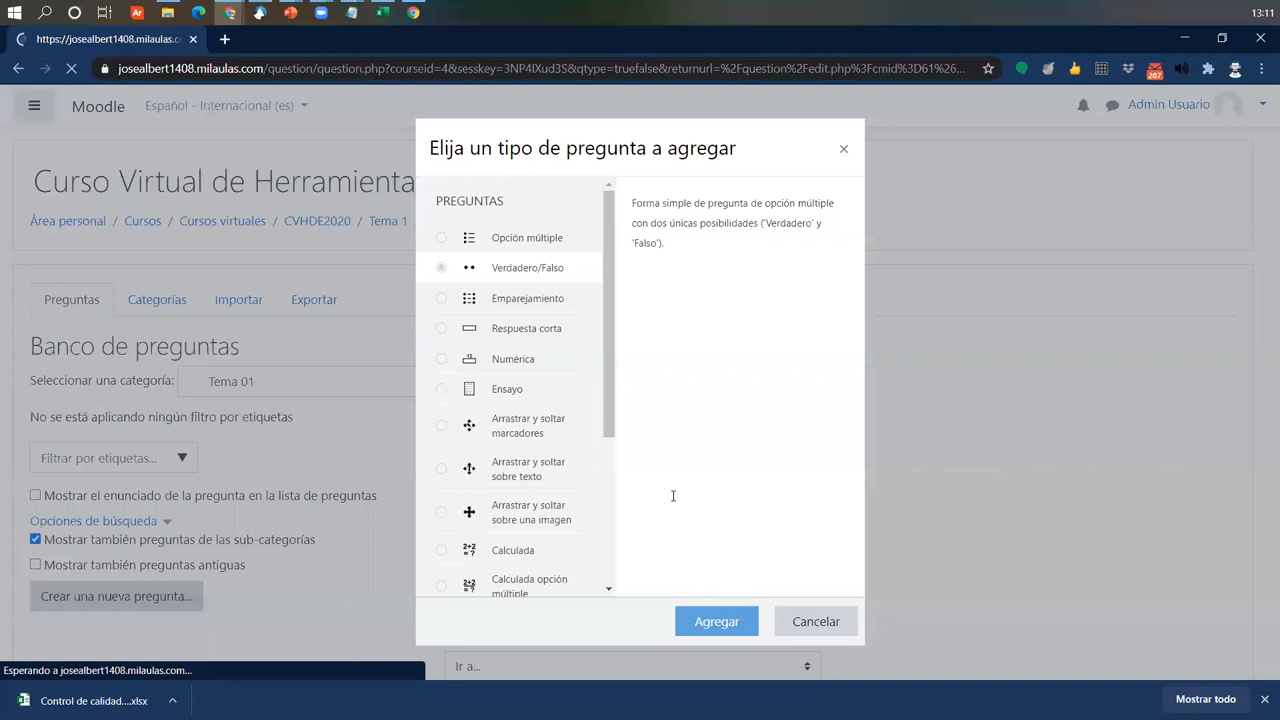 13:11
https://josealbert1408.milaulas.c
josealbert1408.milaulas.com/question/question.php?courseid=4&sesskey=3NP4IXud3S&qtype=truefalse&returnurl=%2Fquestion%2Fedit.php%3Fcmid%3D61%26...
207
Moodle
Español - Internacional (es)
Admin Usuario
Elija un tipo de pregunta a agregar
Curso Virtual de Herramienta
Área personal / Cursos / Cursos virtuales / CVHDE2020 / Tema 1
PREGUNTAS
Opción múltiple
Verdadero/Falso
Emparejamiento
Respuesta corta
Numérica
Ensayo
Arrastrar y soltar
marcadores
Arrastrar y soltar
sobre texto
Arrastrar y soltar
sobre una imagen
Calculada
Calculada opción
múltiple
Forma simple de pregunta de opción múltiple
con dos únicas posibilidades ('Verdadero' y
'Falso').
Preguntas
Categorías
Importar
Exportar
Banco de preguntas
Seleccionar una categoría:
Tema 01
No se está aplicando ningún filtro por etiquetas
Filtrar por etiquetas...
Mostrar el enunciado de la pregunta en la lista de preguntas
Opciones de búsqueda
Mostrar también preguntas de las sub-categorías
Mostrar también preguntas antiguas
Crear una nueva pregunta...
Agregar
Cancelar
Ir a...
Esperando a josealbert1408.milaulas.com...
Control de calidad....xlsx
Mostrar todo